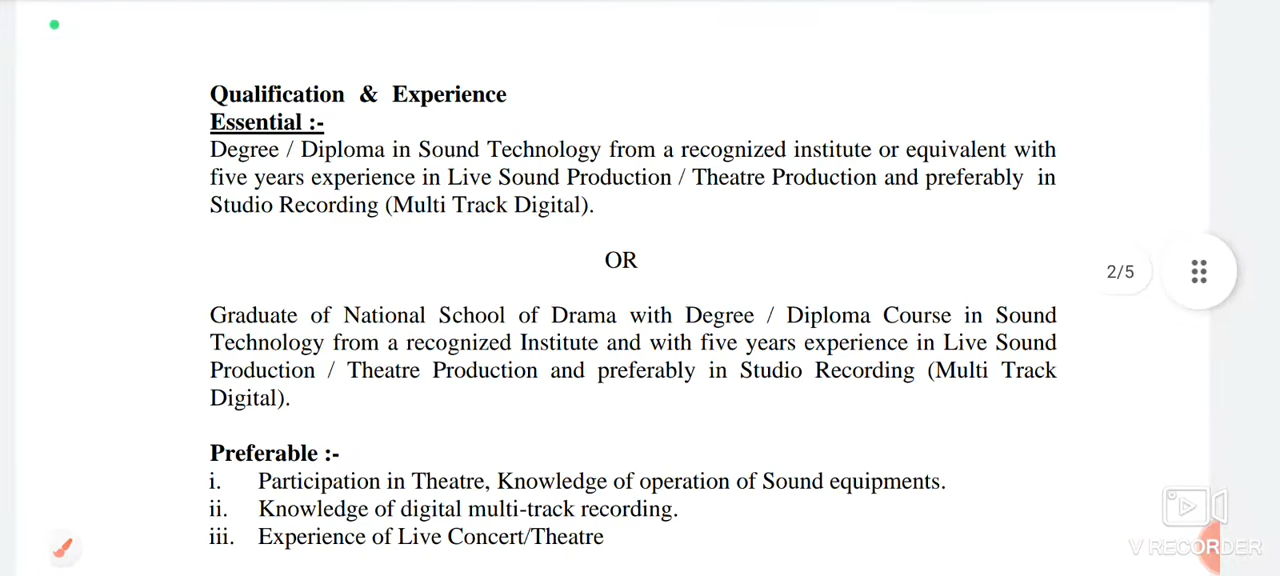 Qualification & Experience
Essential :-
Degree / Diploma in Sound Technology from a recognized institute or equivalent with
five years experience in Live Sound Production / Theatre Production and preferably in
Studio Recording (Multi Track Digital).
OR
2/5
Graduate of National School of Drama with Degree / Diploma Course in Sound
Technology from a recognized Institute and with five years experience in Live Sound
Production / Theatre Production and preferably in Studio Recording (Multi Track
Digital).
Preferable :-
i. Participation in Theatre, Knowledge of operation of Sound equipments.
ii. Knowledge of digital multi-track recording.
iii. Experience of Live Concert/Theatre
V RECORDER